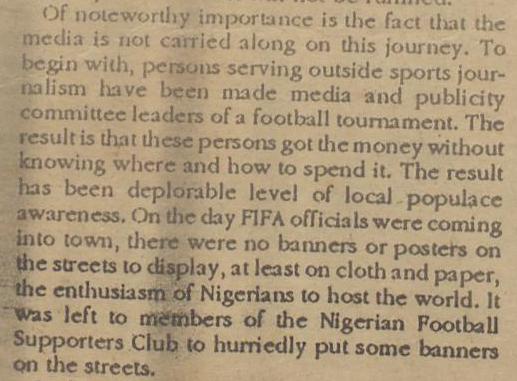 Of noteworthy importance is the fact that the
media is not carried along on this journey. To
begin with, persons serving outside sports jour-
nalism have been made media and publicity
committee leaders of a football tournament. The
result is that these persons got the money without
knowing where and how to spend it. The result
has been deplorable level of local populace
awareness. On the day FIFA officials were coming
into town, there were no banners or posters on
the streets to display, at least on cloth and paper,
the enthusiasm of Nigerians to host the world. It
was left to members of the Nigerian Football
Supporters Club to hurriedly put some banners
on the streets.